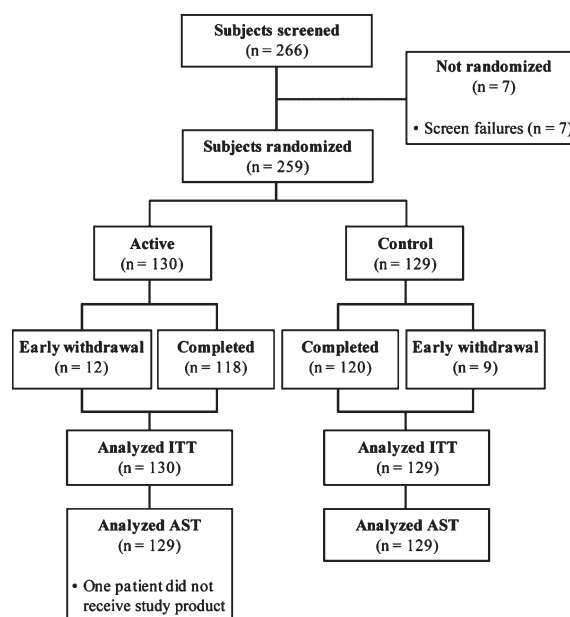 Subjects screened
(n = 266)
Not randomized
(n = 7)
• Screen failures (n = 7)
Subjects randomized
(n = 259)
Active
(n = 130)
Control
(n = 129)
Early withdrawal
(n = 12)
Completed
(n = 118)
Completed
(n = 120)
Early withdrawal
(n = 9)
Analyzed ITT
(n = 130)
Analyzed ITT
(n = 129)
Analyzed AST
(n = 129)
• One patient did not
receive study product
Analyzed AST
(n = 129)